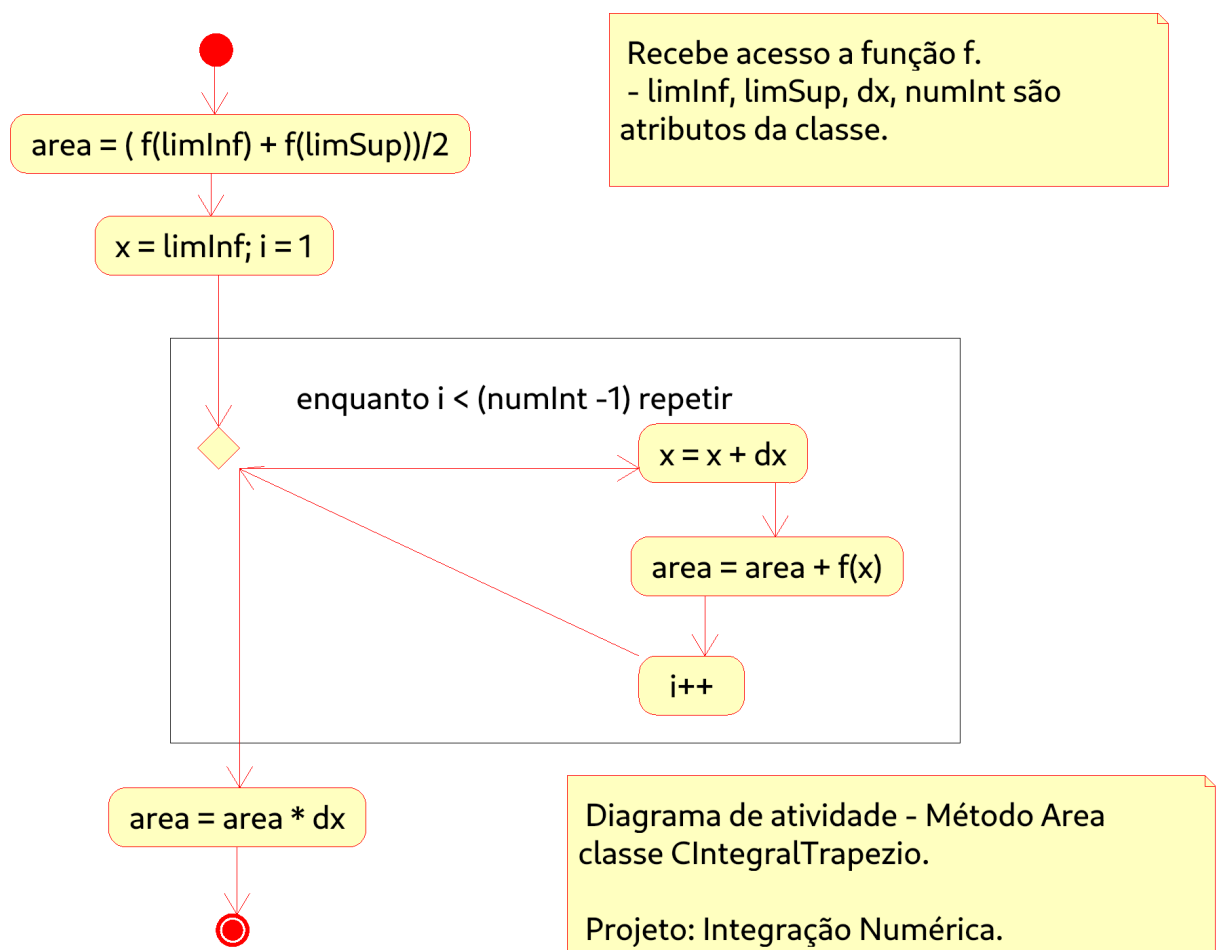 Recebe acesso a função f.
- limInf, limSup, dx, numInt são
atributos da classe.
area = ( f(limInf) + f(limSup))/2
x = limInf; i = 1
enquanto i < (numInt -1) repetir
x = x + dx
area = area + f(x)
i++
area = area * dx
Diagrama de atividade - Método Area
classe CIntegralTrapezio.
Projeto: Integração Numérica.